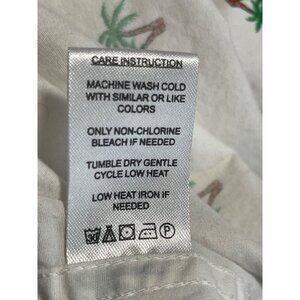 CARE INSTRUCTION
MACHINE WASH COLD
WITH SIMILAR OR LIKE
COLORS
ONLY NON-CHLORINE
BLEACH IF NEEDED
TUMBLE DRY GENTLE
CYCLE LOW HEAT
LOW HEAT IRON IF
NEEDED